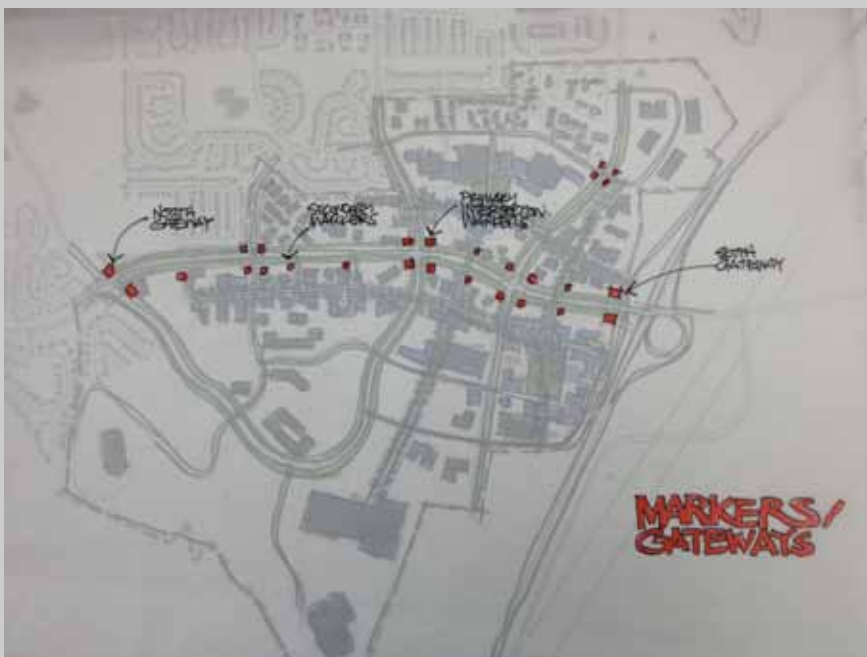 NORTH
GATEWAY
SECONDARY
MARKERS
PRIMARY
INTERSECTION
MARKERS
SOUTH
GATEWAY
MARKERS/
GATEWAYS